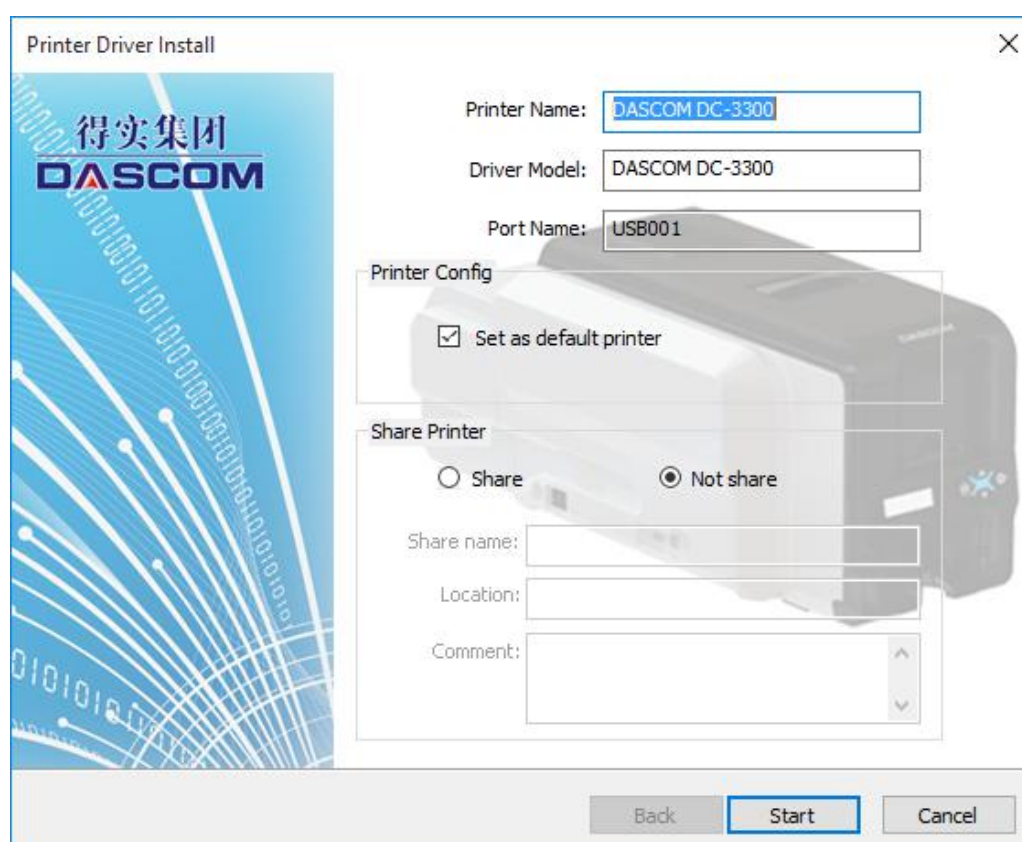 Printer Driver Install
得实集团
DASCOM
Printer Name: DASCOM DC-3300
Driver Model: DASCOM DC-3300
Port Name: USB001
Printer Config
Set as default printer
Share Printer
Share Not share
Share name:
Location:
Comment:
Back Start Cancel